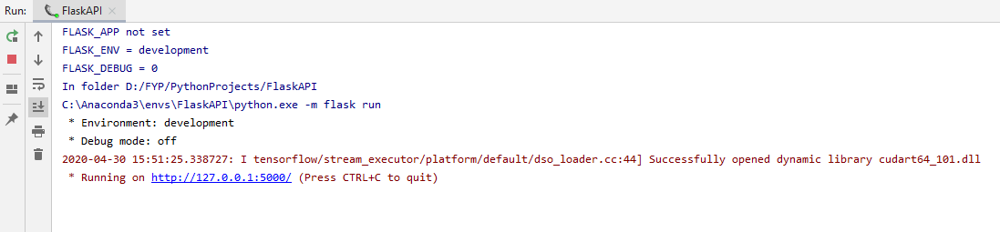 Run: FlaskAPI
FLASK_APP not set
FLASK_ENV = development
FLASK_DEBUG = 0
In folder D:/FYP/PythonProjects/FlaskAPI
C:\Anaconda3\envs\FlaskAPI\python.exe -m flask run
* Environment: development
* Debug mode: off
2020-04-30 15:51:25.338727: I tensorflow/stream_executor/platform/default/dso_loader.cc:44] Successfully opened dynamic library cudart64_101.dll
* Running on http://127.0.0.1:5000/ (Press CTRL+C to quit)